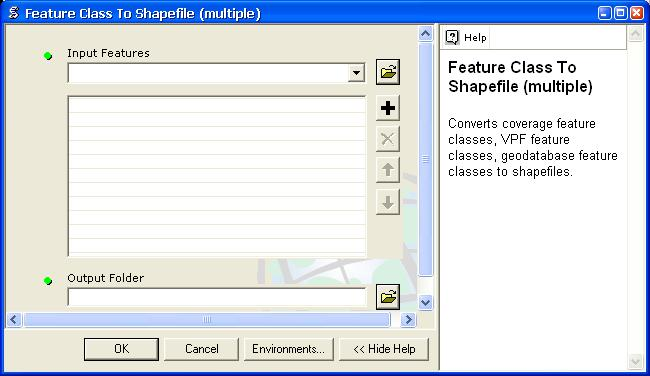 Feature Class To Shapefile (multiple)
Input Features
Output Folder
OK
Cancel
Environments...
<< Hide Help
Help
Feature Class To
Shapefile (multiple)
Converts coverage feature
classes, VPF feature
classes, geodatabase feature
classes to shapefiles.